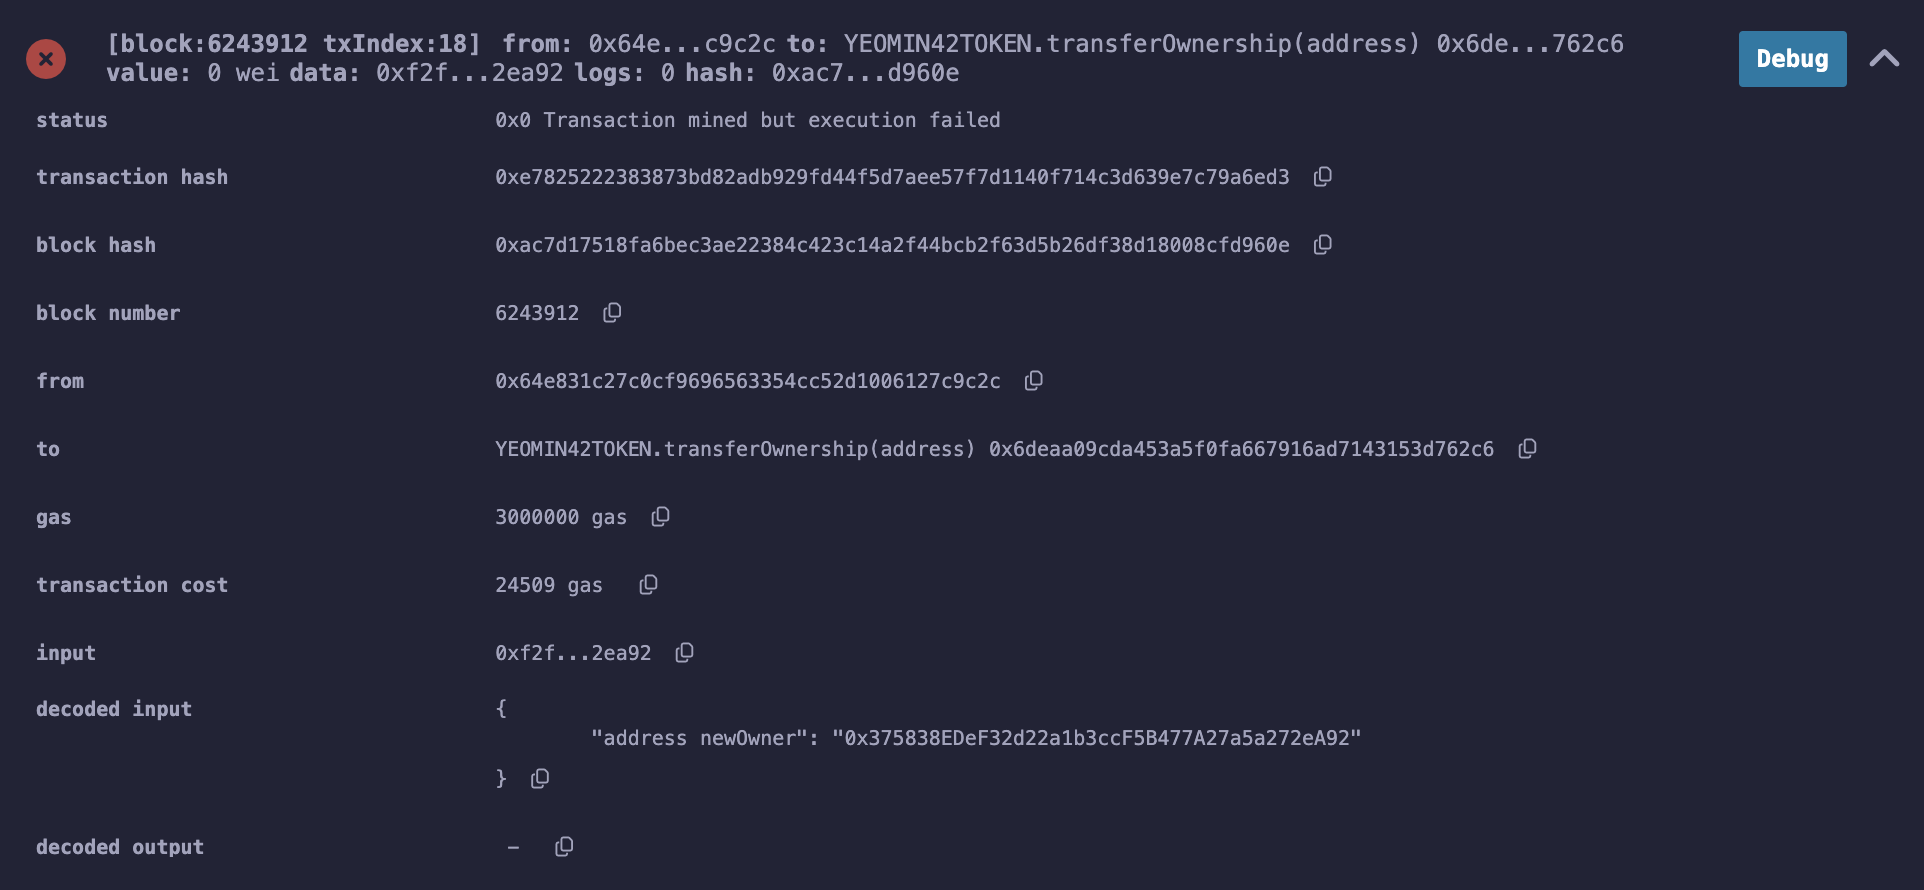 [block:6243912 txIndex:18] from: 0x64e...c9c2c to: YEOMIN42TOKEN.transferOwnership(address) 0x6de...762c6
value: 0 wei data: 0xf2f...2ea92 logs: 0 hash: 0xac7...d960e
Debug
status 0x0 Transaction mined but execution failed
transaction hash 0xe7825222383873bd82adb929fd44f5d7aee57f7d1140f714c3d639e7c79a6ed3
block hash 0xac7d17518fa6bec3ae22384c423c14a2f44bcb2f63d5b26df38d18008cfd960e
block number 6243912
from 0x64e831c27c0cf9696563354cc52d1006127c9c2c
to YEOMIN42TOKEN.transferOwnership(address) 0x6deaa09cda453a5f0fa667916ad7143153d762c6
gas 3000000 gas
transaction cost 24509 gas
input 0xf2f...2ea92
decoded input {
"address newOwner": "0x375838EDeF32d22a1b3ccF5B477A27a5a272eA92"
}
decoded output -